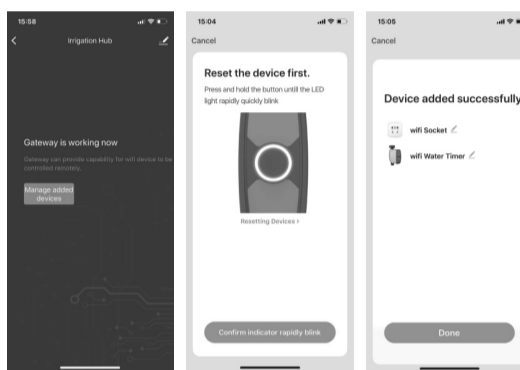 15:58
Irrigation Hub
Gateway is working now
Gateway can provide capability for wifi device to be
controlled remotely.
Manage added
devices
15:04
Cancel
Reset the device first.
Press and hold the button untill the LED
light rapidly quickly blink
Resetting Devices >
Confirm indicator rapidly blink
15:05
Cancel
Device added successfully
wifi Socket
wifi Water Timer
Done